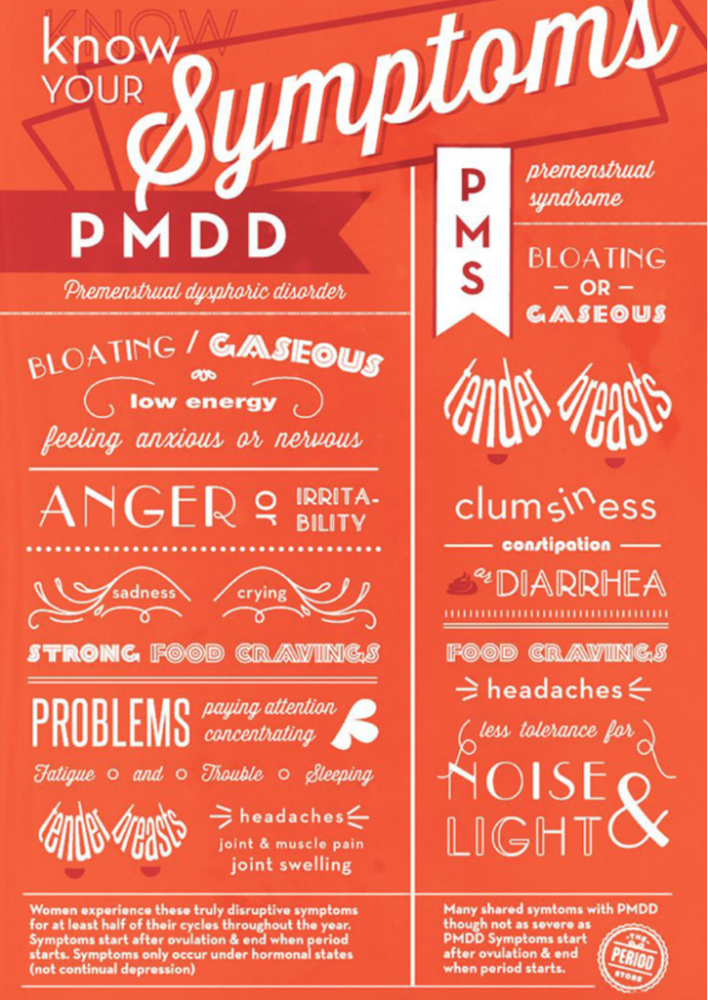 KNOW
know
YOUR
Symptoms
PMDD
Premenstrual dysphoric disorder
BLOATING / GASEOUS
low energy
feeling anxious or nervous
ANGER or IRRITA-
BILITY
sadness crying
STRONG FOOD CRAVINGS
PROBLEMS paying attention
concentrating
Fatigue o and o Trouble o Sleeping
tender breasts
headaches
joint & muscle pain
joint swelling
Women experience these truly disruptive symptoms
for at least half of their cycles throughout the year.
Symptoms start after ovulation & end when period
starts. Symptoms only occur under hormonal states
(not continual depression)
PMS
premenstrual
syndrome
BLOATING
– OR –
GASEOUS
tender breasts
clumsiness
constipation
or DIARRHEA
FOOD CRAVINGS
headaches
less tolerance for
NOISE
& LIGHT
Many shared symtoms with PMDD
though not as severe as
PMDD Symptoms start
after ovulation & end
when period starts.
THE
PERIOD
STORE